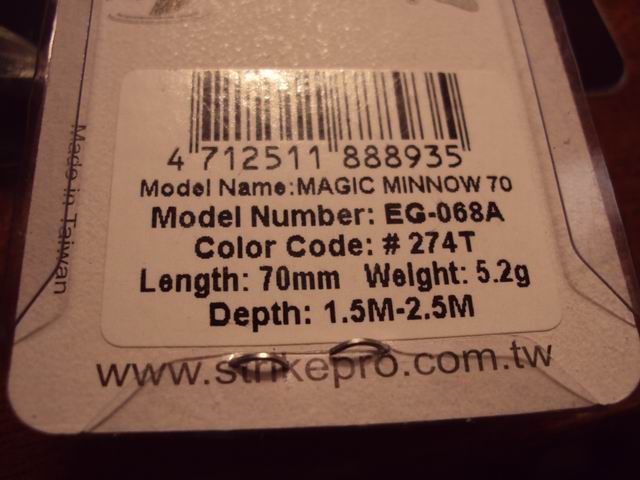 4 712511 888935
Model Name:MAGIC MINNOW 70
Model Number: EG-068A
Color Code: # 274T
Length: 70mm Weight: 5.2g
Depth: 1.5M-2.5M
www.strikepro.com.tw
Made in Taiwan